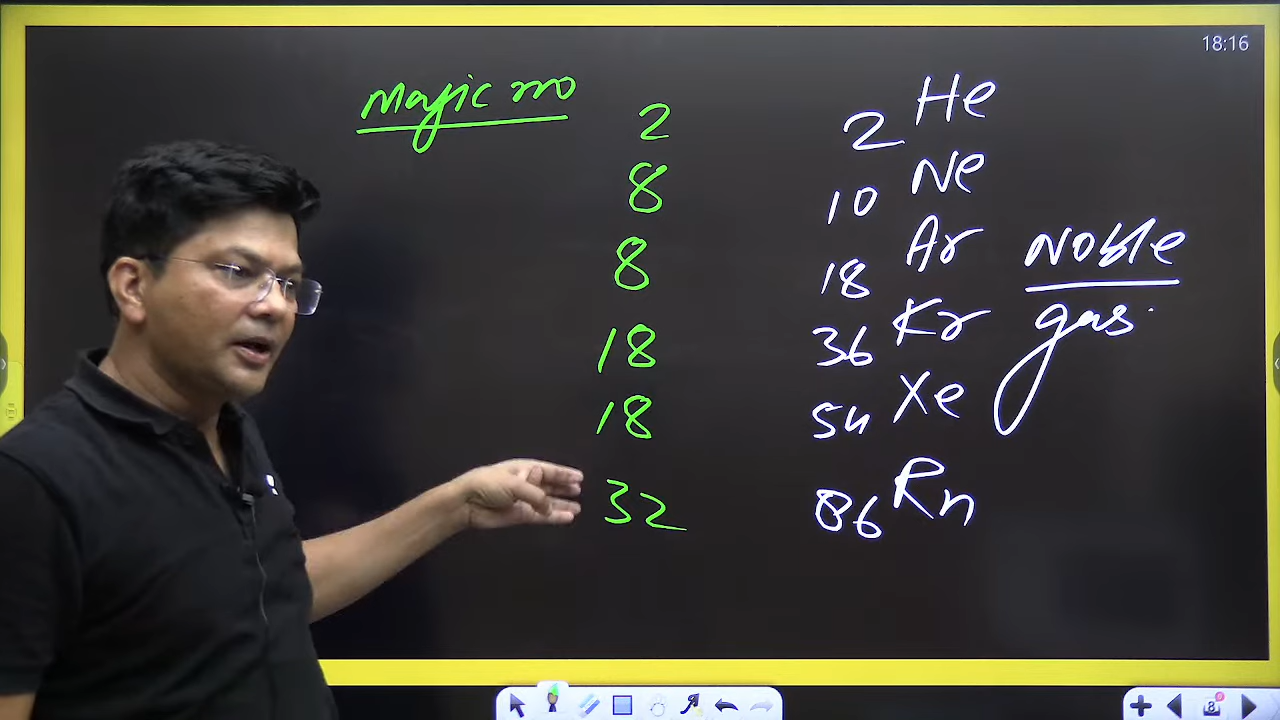 18:16
Magic no
2 2 He
8 10 Ne
8 18 Ar Noble
18 36 Kr gas
18 54 Xe
32 86 Rn
8